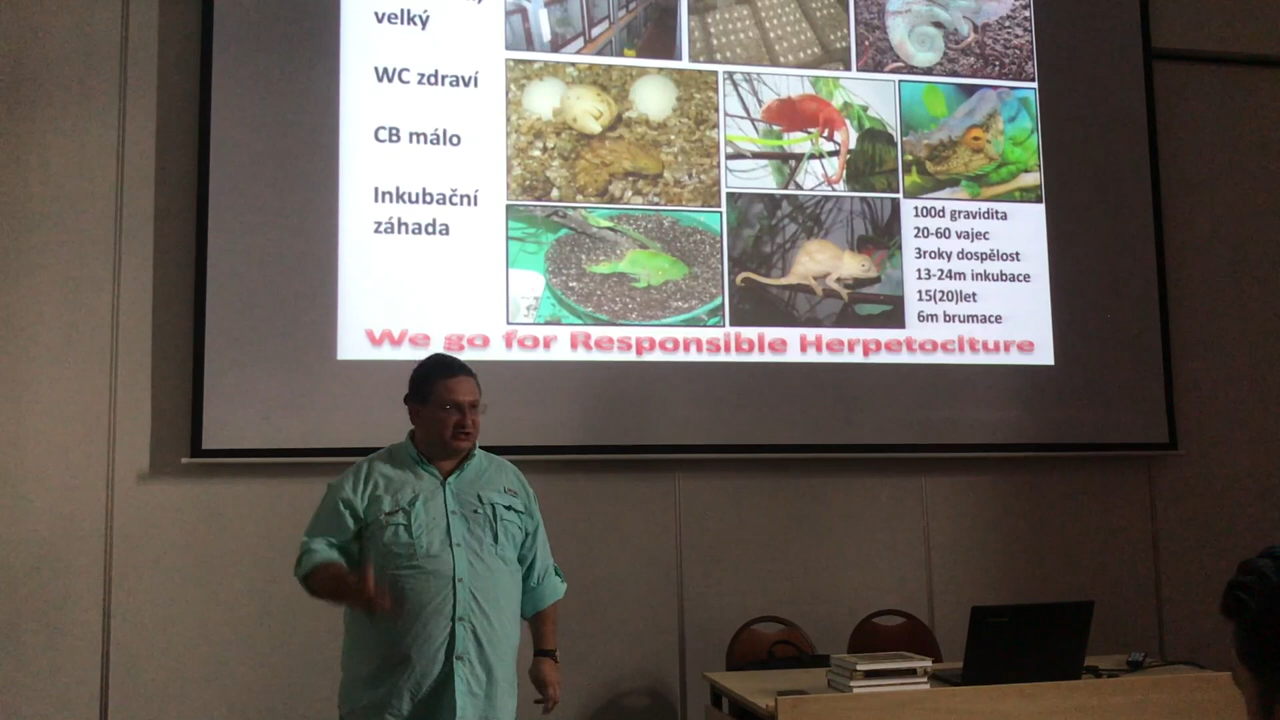 velký
WC zdraví
CB málo
Inkubační
záhada
100d gravidita
20-60 vajec
3roky dospělost
13-24m inkubace
15(20)let
6m brumace
We go for Responsible Herpetoclture